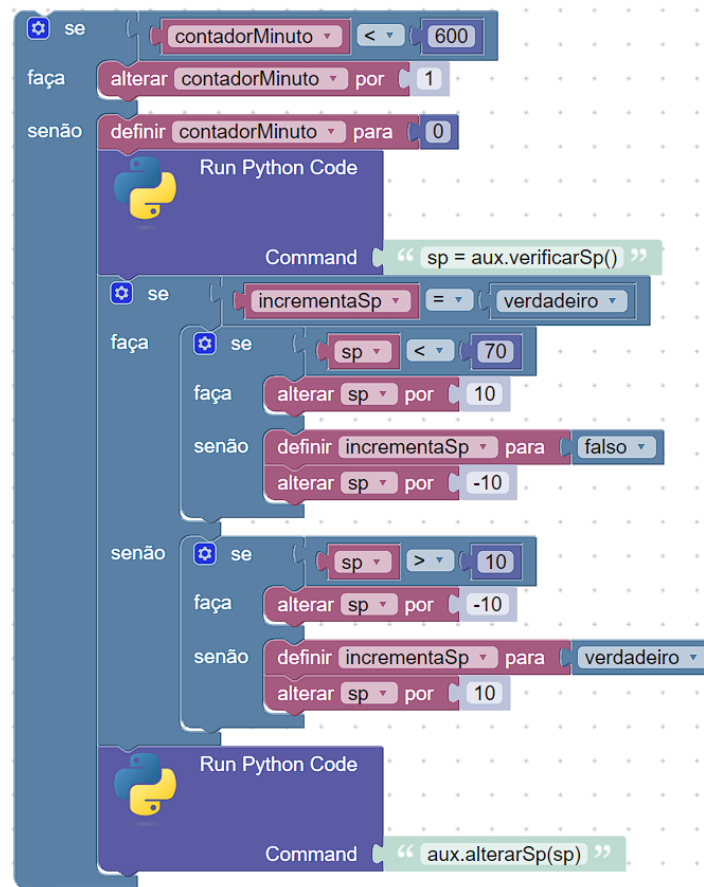 se contadorMinuto < 600
faça alterar contadorMinuto por 1
senão definir contadorMinuto para 0
Run Python Code
Command “ sp = aux.verificarSp() ”
se incrementaSp = verdadeiro
faça se sp < 70
faça alterar sp por 10
senão definir incrementaSp para falso
alterar sp por -10
senão se sp > 10
faça alterar sp por -10
senão definir incrementaSp para verdadeiro
alterar sp por 10
Run Python Code
Command “ aux.alterarSp(sp) ”